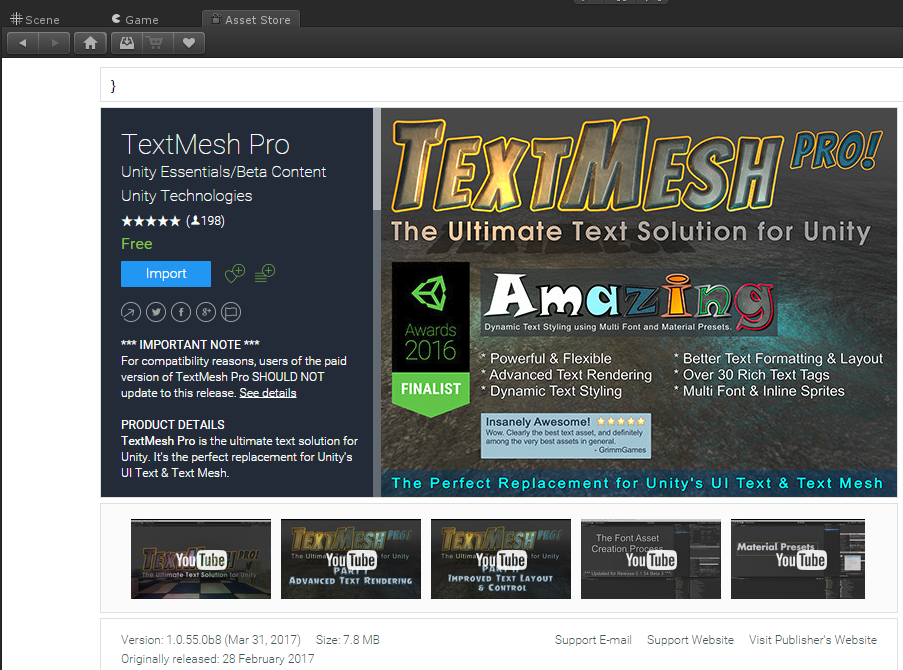 Scene
Game
Asset Store
}
TextMesh Pro
Unity Essentials/Beta Content
Unity Technologies
★★★★★ (198)
Free
Import
*** IMPORTANT NOTE ***
For compatibility reasons, users of the paid
version of TextMesh Pro SHOULD NOT
update to this release. See details
PRODUCT DETAILS
TextMesh Pro is the ultimate text solution for
Unity. It's the perfect replacement for Unity's
UI Text & Text Mesh.
TEXTMESH PRO!
The Ultimate Text Solution for Unity
Awards
2016
FINALIST
Amazing
Dynamic Text Styling using Multi Font and Material Presets.
* Powerful & Flexible
* Advanced Text Rendering
* Dynamic Text Styling
* Better Text Formatting & Layout
* Over 30 Rich Text Tags
* Multi Font & Inline Sprites
Insanely Awesome! ★★★★★
Wow. Clearly the best text asset, and definitely
among the very best assets in general.
- GrimmGames
The Perfect Replacement for Unity's UI Text & Text Mesh
TEXTMESH PRO!
YouTube
The Ultimate Text Solution for Unity
TEXTMESH PRO!
The Ultimate Text Solution for Unity
YouTube
ADVANCED TEXT RENDERING
TEXTMESH PRO!
The Ultimate Text Solution for Unity
YouTube
IMPROVED TEXT LAYOUT
& CONTROL
The Font Asset
Creation Process
YouTube
*** Updated for Release 0.1.54 Beta 3 ***
Material Presets
YouTube
Version: 1.0.55.0b8 (Mar 31, 2017)
Size: 7.8 MB
Support E-mail
Support Website
Visit Publisher's Website
Originally released: 28 February 2017